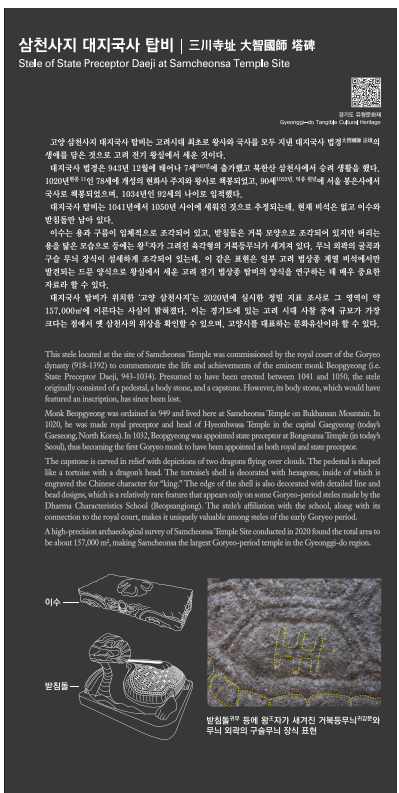 삼천사지 대지국사 탑비 | 三川寺址 大智國師 塔碑
Stele of State Preceptor Daeji at Samcheonsa Temple Site
경기도 유형문화재
Gyeonggi-do Tangible Cultural Heritage
고양 삼천사지 대지국사 탑비는 고려시대 최초로 왕사와 국사를 모두 지낸 대지국사 법경大智國師 法鏡의
생애를 담은 것으로 고려 전기 왕실에서 세운 것이다.
대지국사 법경은 943년 12월에 태어나 7세949년에 출가했고 북한산 삼천사에서 승려 생활을 했다.
1020년현종 11인 78세에 개성의 현화사 주지와 왕사로 책봉되었고, 90세1032년, 덕종 원년에 서울 봉은사에서
국사로 책봉되었으며, 1034년인 92세의 나이로 입적했다.
대지국사 탑비는 1041년에서 1050년 사이에 세워진 것으로 추정되는데, 현재 비석은 없고 이수와
받침돌만 남아 있다.
이수는 용과 구름이 입체적으로 조각되어 있고, 받침돌은 거북 모양으로 조각되어 있지만 머리는
용을 닮은 모습으로 등에는 왕王자가 그려진 육각형의 거북등무늬가 새겨져 있다. 무늬 외곽의 굴곡과
구슬 무늬 장식이 섬세하게 조각되어 있는데, 이 같은 표현은 일부 고려 법상종 계열 비석에서만
발견되는 드문 양식으로 왕실에서 세운 고려 전기 법상종 탑비의 양식을 연구하는 데 매우 중요한
자료라 할 수 있다.
대지국사 탑비가 위치한 '고양 삼천사지'는 2020년에 실시한 정밀 지표 조사로 그 영역이 약
157,000㎡에 이른다는 사실이 밝혀졌다. 이는 경기도에 있는 고려 시대 사찰 중에 규모가 가장
크다는 점에서 옛 삼천사의 위상을 확인할 수 있으며, 고양시를 대표하는 문화유산이라 할 수 있다.
This stele located at the site of Samcheonsa Temple was commissioned by the royal court of the Goryeo
dynasty (918-1392) to commemorate the life and achievements of the eminent monk Beopgyeong (i.e.
State Preceptor Daeji, 943-1034). Presumed to have been erected between 1041 and 1050, the stele
originally consisted of a pedestal, a body stone, and a capstone. However, its body stone, which would have
featured an inscription, has since been lost.
Monk Beopgyeong was ordained in 949 and lived here at Samcheonsa Temple on Bukhansan Mountain. In
1020, he was made royal preceptor and head of Hyeonhwasa Temple in the capital Gaegyeong (today's
Gaeseong, North Korea). In 1032, Beopgyeong was appointed state preceptor at Bongeunsa Temple (in today's
Seoul), thus becoming the first Goryeo monk to have been appointed as both royal and state preceptor.
The capstone is carved in relief with depictions of two dragons flying over clouds. The pedestal is shaped
like a tortoise with a dragon's head. The tortoise's shell is decorated with hexagons, inside of which is
engraved the Chinese character for "king." The edge of the shell is also decorated with detailed line and
bead designs, which is a relatively rare feature that appears only on some Goryeo-period steles made by the
Dharma Characteristics School (Beopsangjong). The stele's affiliation with the school, along with its
connection to the royal court, makes it uniquely valuable among steles of the early Goryeo period.
A high-precision archaeological survey of Samcheonsa Temple Site conducted in 2020 found the total area to
be about 157,000 m², making Samcheonsa the largest Goryeo-period temple in the Gyeonggi-do region.
이수
받침돌
받침돌귀부 등에 왕王자가 새겨진 거북등무늬귀갑문와
무늬 외곽의 구슬무늬 장식 표현